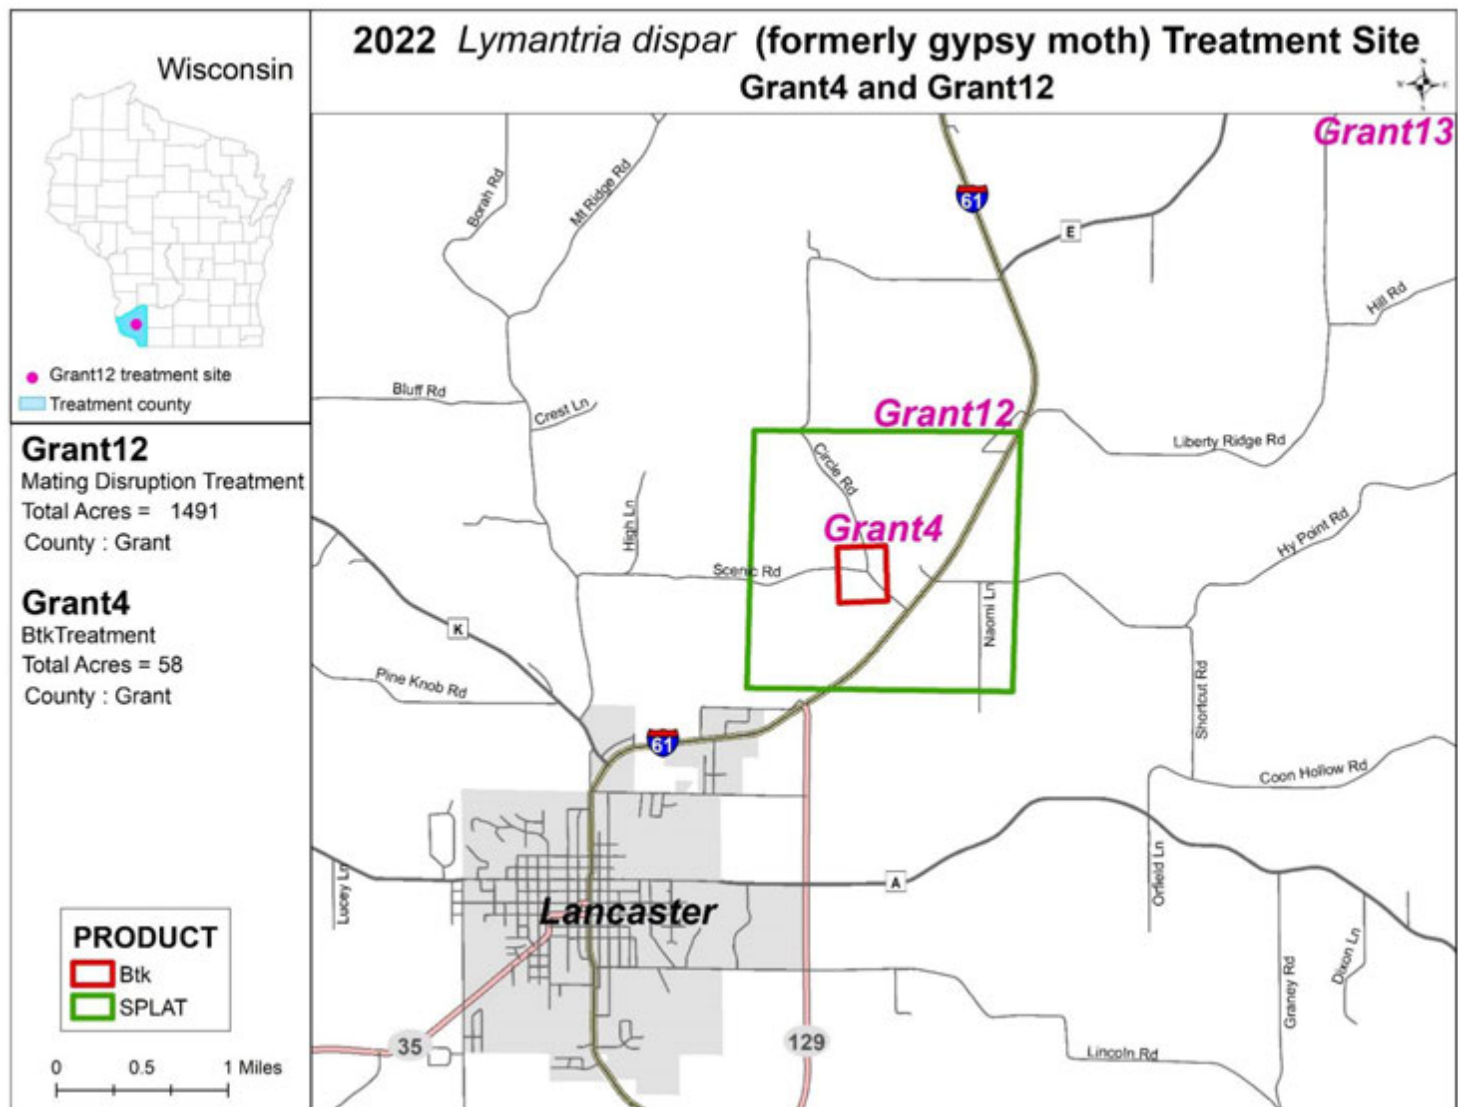 2022 Lymantria dispar (formerly gypsy moth) Treatment Site
Grant4 and Grant12
Wisconsin
Grant12 treatment site
Treatment county
Grant12
Mating Disruption Treatment
Total Acres = 1491
County : Grant
Grant4
BtkTreatment
Total Acres = 58
County : Grant
PRODUCT
Btk
SPLAT
0 0.5 1 Miles
Grant13
Borah Rd
Mt Ridge Rd
61
E
Hill Rd
Bluff Rd
Crest Ln
Grant12
Liberty Ridge Rd
Circle Rd
High Ln
Grant4
Hy Point Rd
Scenic Rd
Naomi Ln
K
Pine Knob Rd
Shortcut Rd
61
Coon Hollow Rd
Lucey Ln
A
Orfield Ln
Lancaster
Dixon Ln
Graney Rd
35
129
Lincoln Rd